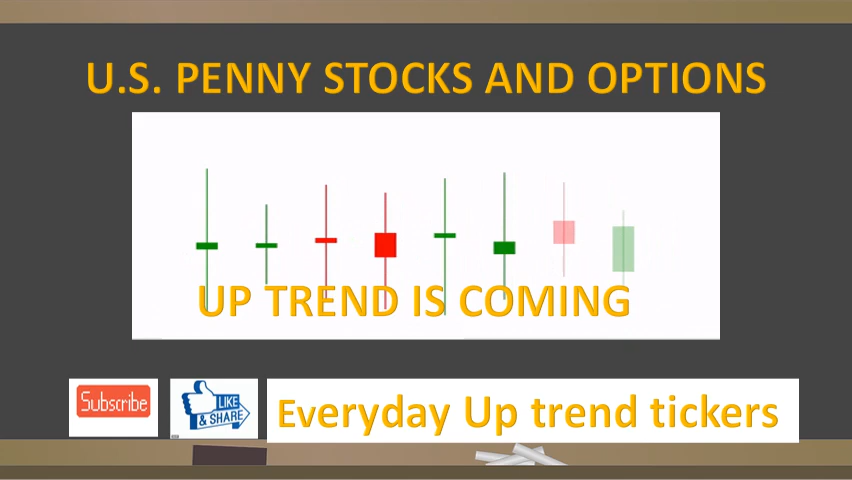 U.S. PENNY STOCKS AND OPTIONS
UP TREND IS COMING
Subscribe
LIKE
& SHARE
Everyday Up trend tickers